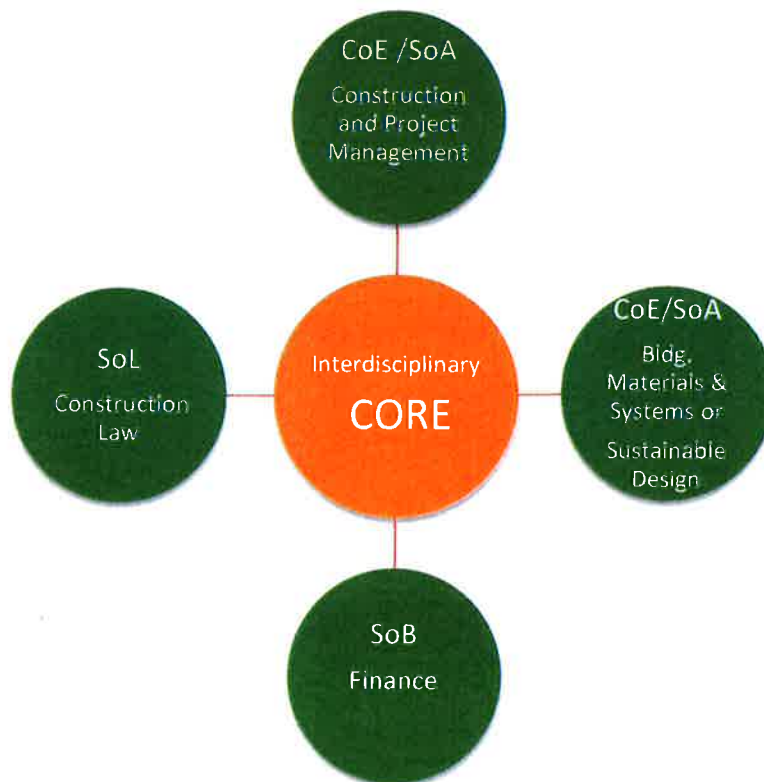 CoE /SoA
Construction
and Project
Management
SoL
Construction
Law
Interdisciplinary
CORE
CoE/SoA
Bldg.
Materials &
Systems or
Sustainable
Design
SoB
Finance